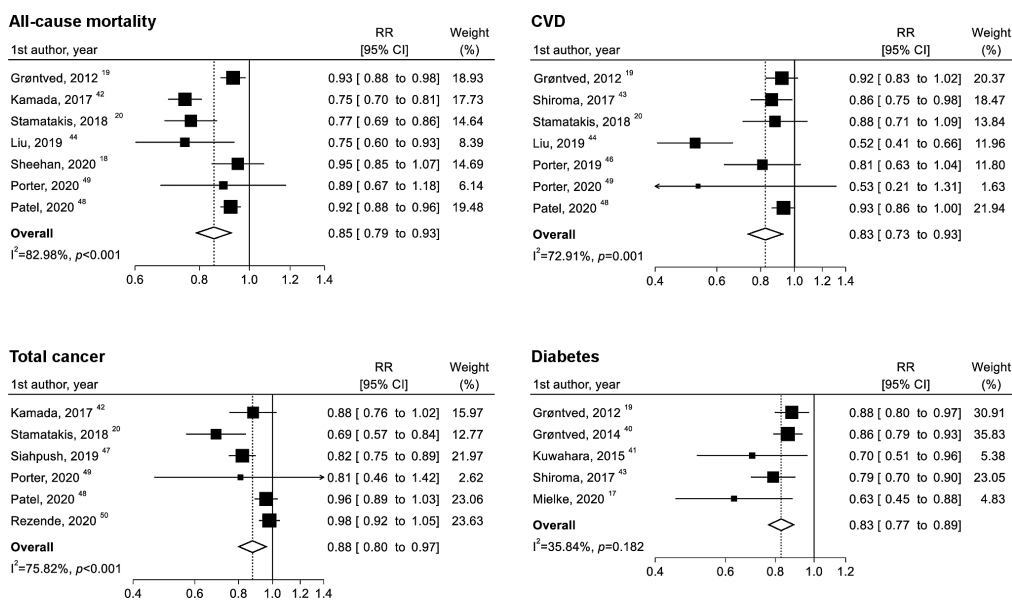 All-cause mortality
RR Weight
1st author, year [95% CI] (%)
Grøntved, 2012 19 0.93 [ 0.88 to 0.98] 18.93
Kamada, 2017 42 0.75 [ 0.70 to 0.81] 17.73
Stamatakis, 2018 20 0.77 [ 0.69 to 0.86] 14.64
Liu, 2019 44 0.75 [ 0.60 to 0.93] 8.39
Sheehan, 2020 18 0.95 [ 0.85 to 1.07] 14.69
Porter, 2020 49 0.89 [ 0.67 to 1.18] 6.14
Patel, 2020 48 0.92 [ 0.88 to 0.96] 19.48
Overall 0.85 [ 0.79 to 0.93]
I2=82.98%, p<0.001
0.6 0.8 1.0 1.2 1.4
CVD
RR Weight
1st author, year [95% CI] (%)
Grøntved, 2012 19 0.92 [ 0.83 to 1.02] 20.37
Shiroma, 2017 43 0.86 [ 0.75 to 0.98] 18.47
Stamatakis, 2018 20 0.88 [ 0.71 to 1.09] 13.84
Liu, 2019 44 0.52 [ 0.41 to 0.66] 11.96
Porter, 2019 46 0.81 [ 0.63 to 1.04] 11.80
Porter, 2020 49 0.53 [ 0.21 to 1.31] 1.63
Patel, 2020 48 0.93 [ 0.86 to 1.00] 21.94
Overall 0.83 [ 0.73 to 0.93]
I2=72.91%, p=0.001
0.4 0.6 0.8 1.0 1.2 1.4
Total cancer
RR Weight
1st author, year [95% CI] (%)
Kamada, 2017 42 0.88 [ 0.76 to 1.02] 15.97
Stamatakis, 2018 20 0.69 [ 0.57 to 0.84] 12.77
Siahpush, 2019 47 0.82 [ 0.75 to 0.89] 21.97
Porter, 2020 49 0.81 [ 0.46 to 1.42] 2.62
Patel, 2020 48 0.96 [ 0.89 to 1.03] 23.06
Rezende, 2020 50 0.98 [ 0.92 to 1.05] 23.63
Overall 0.88 [ 0.80 to 0.97]
I2=75.82%, p<0.001
0.4 0.6 0.8 1.0 1.2 1.4
Diabetes
RR Weight
1st author, year [95% CI] (%)
Grøntved, 2012 19 0.88 [ 0.80 to 0.97] 30.91
Grøntved, 2014 40 0.86 [ 0.79 to 0.93] 35.83
Kuwahara, 2015 41 0.70 [ 0.51 to 0.96] 5.38
Shiroma, 2017 43 0.79 [ 0.70 to 0.90] 23.05
Mielke, 2020 17 0.63 [ 0.45 to 0.88] 4.83
Overall 0.83 [ 0.77 to 0.89]
I2=35.84%, p=0.182
0.4 0.6 0.8 1.0 1.2